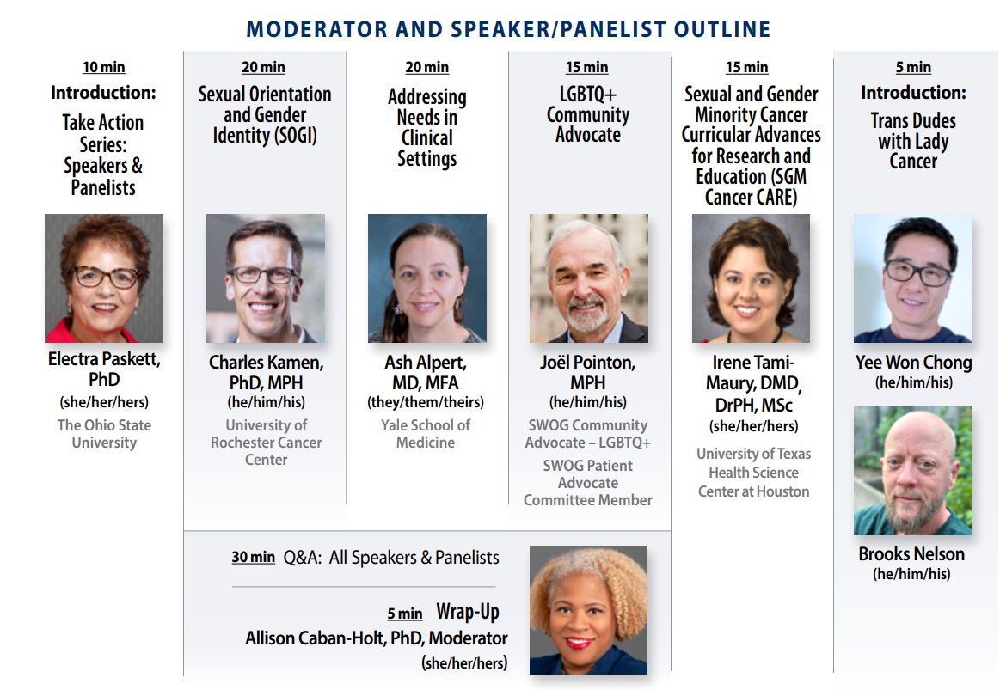 MODERATOR AND SPEAKER/PANELIST OUTLINE
10 min
Introduction:
Take Action
Series:
Speakers &
Panelists
Electra Paskett,
PhD
(she/her/hers)
The Ohio State
University
20 min
Sexual Orientation
and Gender
Identity (SOGI)
Charles Kamen,
PhD, MPH
(he/him/his)
University of
Rochester Cancer
Center
20 min
Addressing
Needs in
Clinical
Settings
Ash Alpert,
MD, MFA
(they/them/theirs)
Yale School of
Medicine
15 min
LGBTQ+
Community
Advocate
Joël Pointon,
MPH
(he/him/his)
SWOG Community
Advocate – LGBTQ+
SWOG Patient
Advocate
Committee Member
15 min
Sexual and Gender
Minority Cancer
Curricular Advances
for Research and
Education (SGM
Cancer CARE)
Irene Tami-
Maury, DMD,
DrPH, MSc
(she/her/hers)
University of Texas
Health Science
Center at Houston
5 min
Introduction:
Trans Dudes
with Lady
Cancer
Yee Won Chong
(he/him/his)
Brooks Nelson
(he/him/his)
30 min Q&A: All Speakers & Panelists
5 min Wrap-Up
Allison Caban-Holt, PhD, Moderator
(she/her/hers)